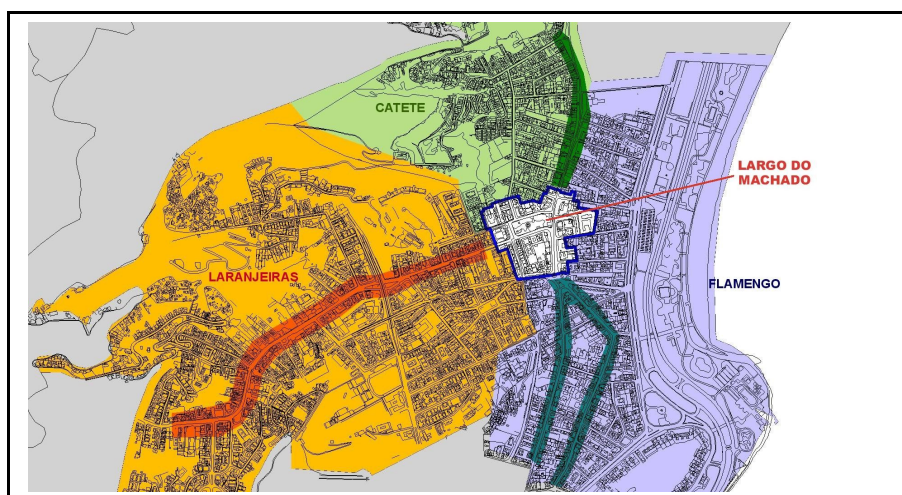 CATETE
LARGO DO
MACHADO
LARANJEIRAS
FLAMENGO